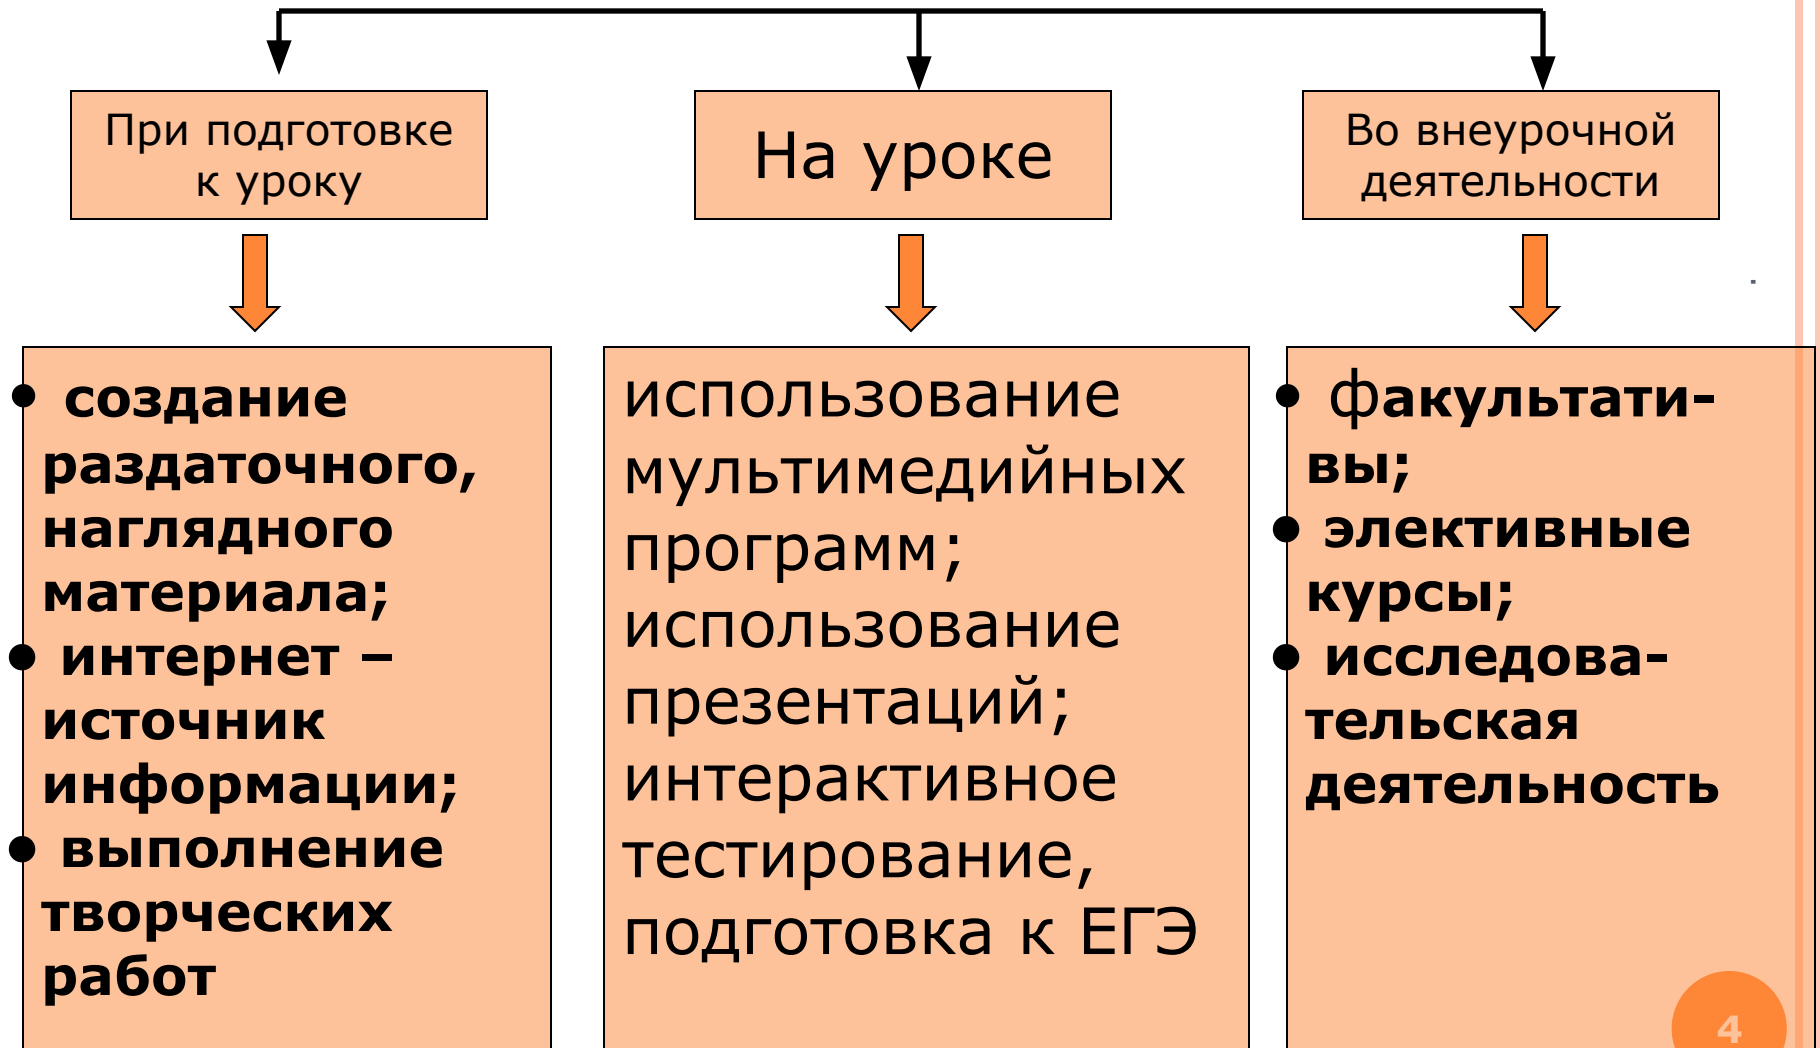 При подготовке
к уроку
На уроке
Во внеурочной
деятельности
• создание
раздаточного,
наглядного
материала;
• интернет –
источник
информации;
• выполнение
творческих
работ
использование
мультимедийных
программ;
использование
презентаций;
интерактивное
тестирование,
подготовка к ЕГЭ
• факультати-
вы;
• элективные
курсы;
• исследова-
тельская
деятельность
.
4